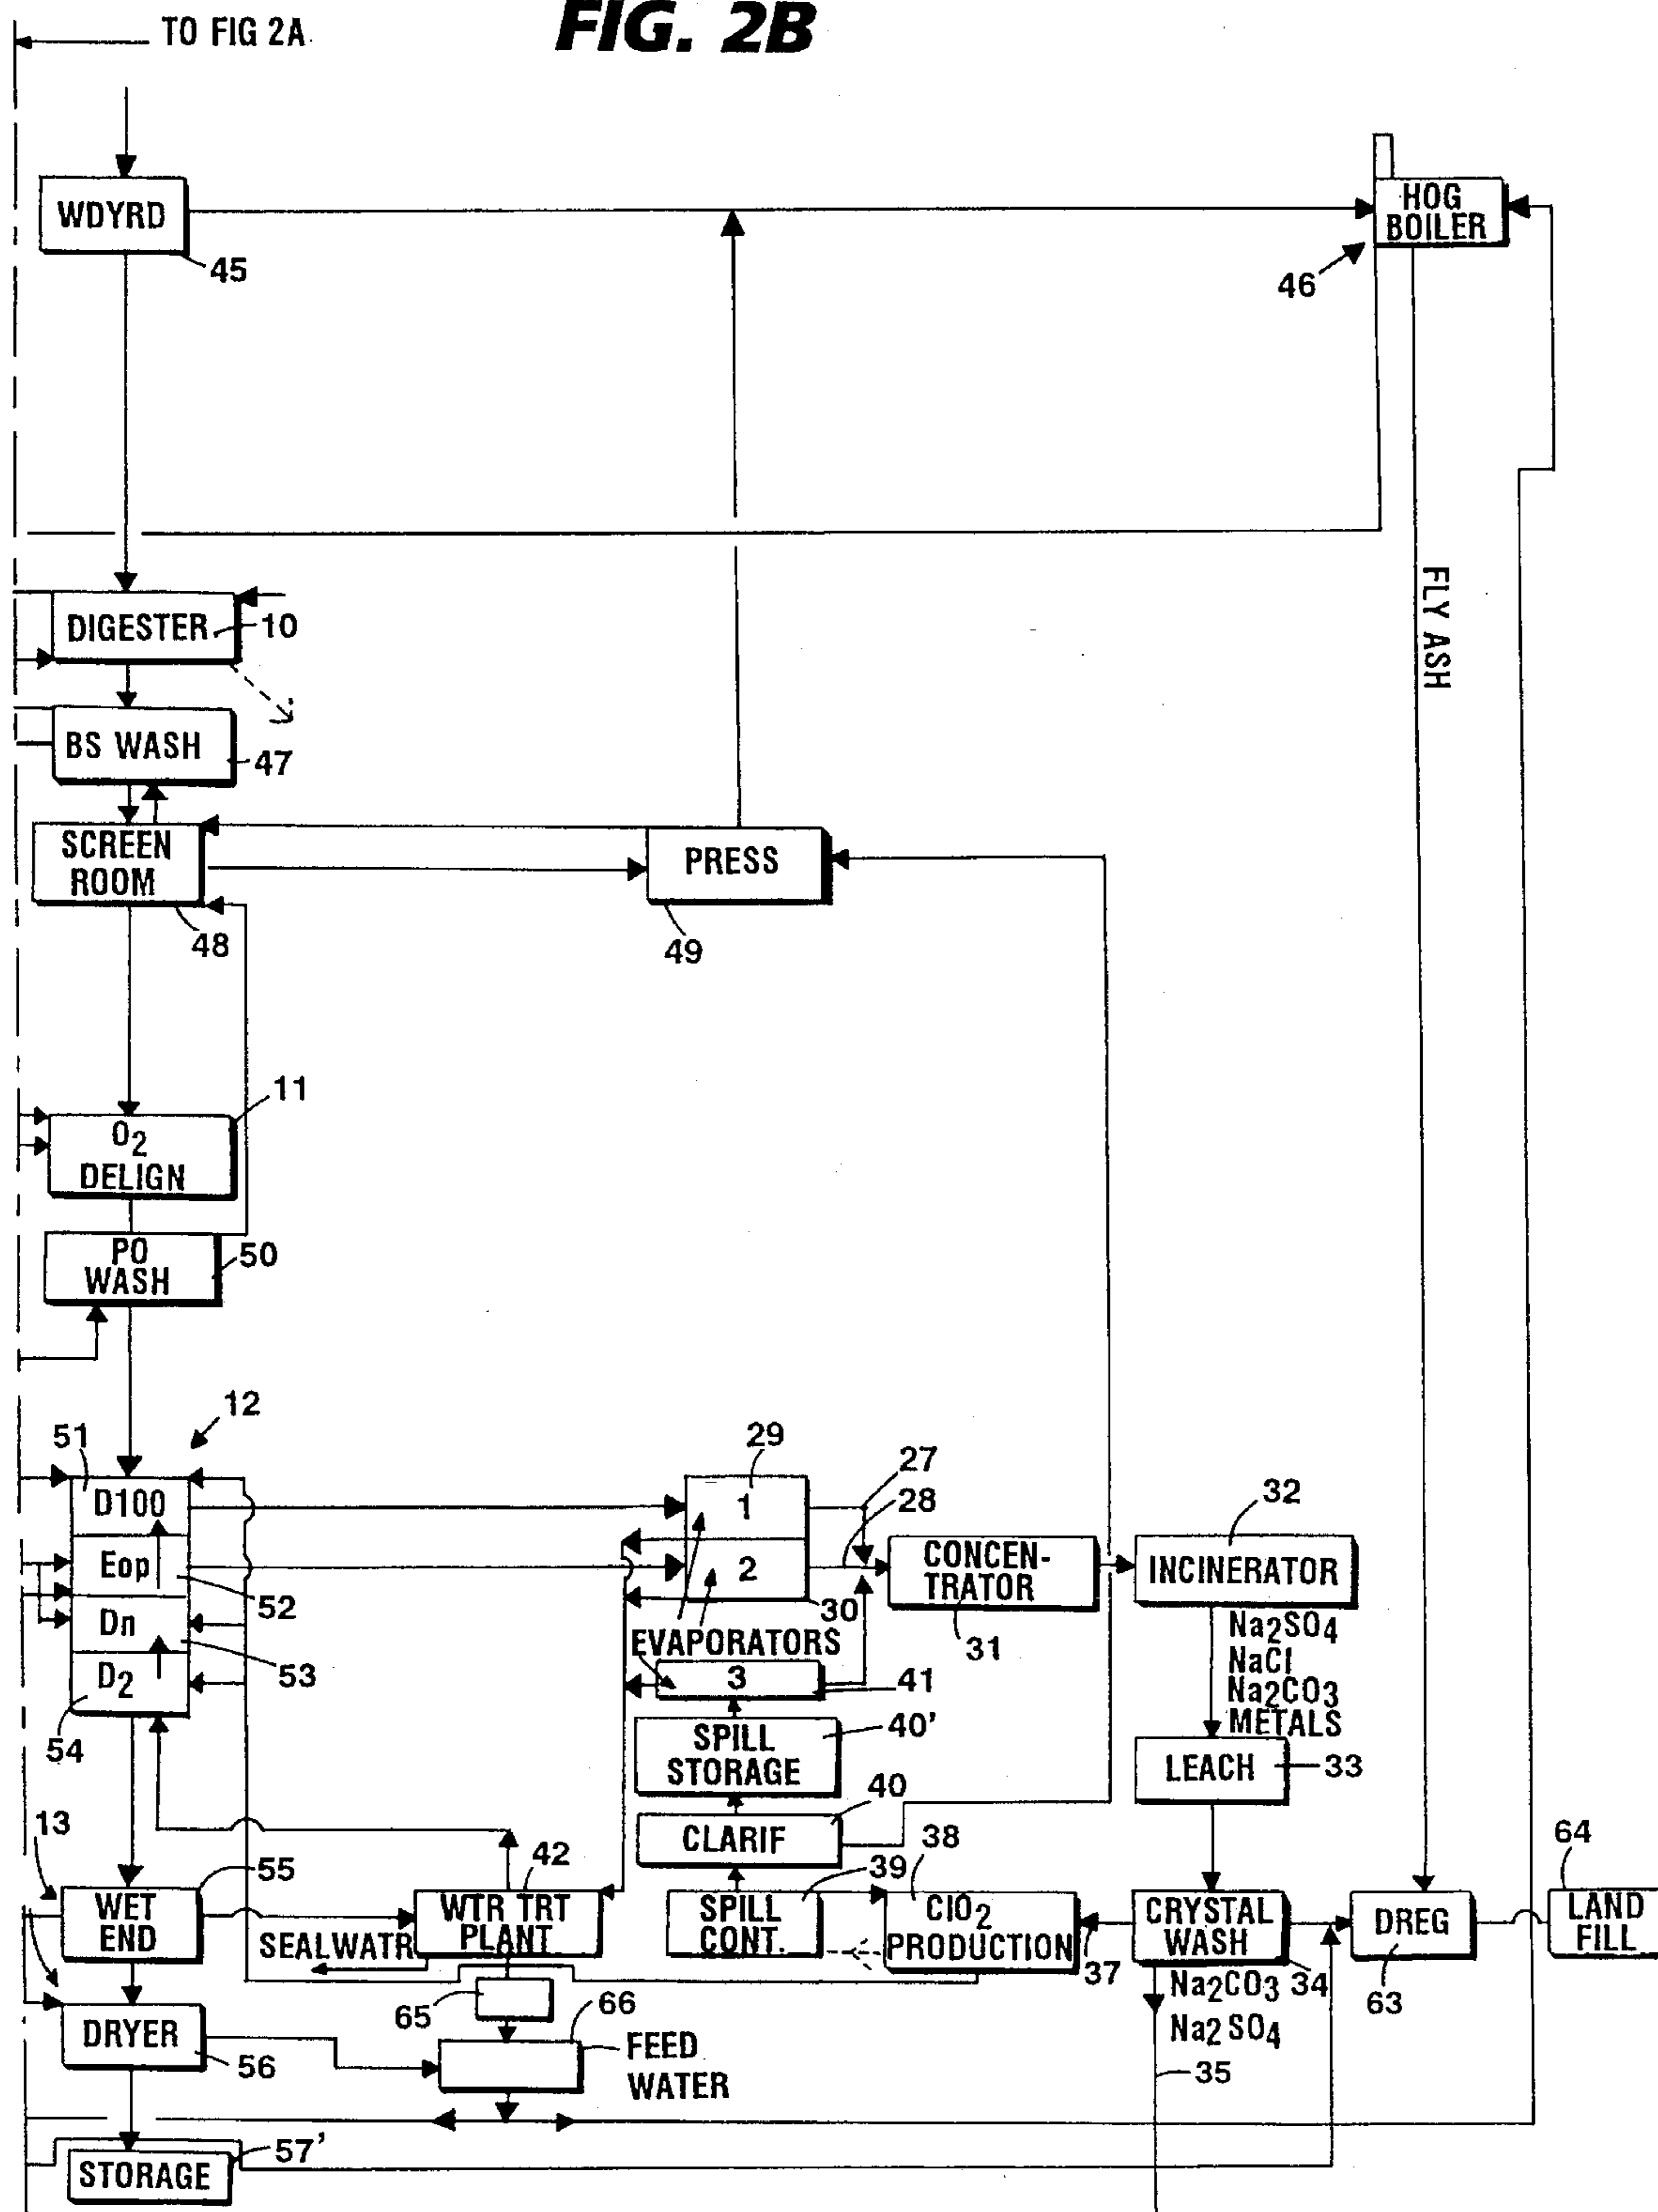 TO FIG 2A
FIG. 2B
WDYRD
45
HOG
BOILER
46
FLY ASH
DIGESTER
10
BS WASH
47
SCREEN
ROOM
48
PRESS
49
11
O2
DELIGN
PO
WASH
50
12
51
D100
Eop
52
Dn
53
D2
54
29
1
2
30
27
28
CONCEN-
TRATOR
31
32
INCINERATOR
Na2SO4
NaCl
Na2CO3
METALS
EVAPORATORS
3
41
SPILL
STORAGE
40'
LEACH
33
CLARIF
40
38
39
13
WET
END
55
WTR TRT
PLANT
42
SEALWATR
SPILL
CONT.
ClO2
PRODUCTION
37
CRYSTAL
WASH
34
Na2CO3
Na2SO4
35
DREG
63
64
LAND
FILL
DRYER
56
65
66
FEED
WATER
STORAGE
57'